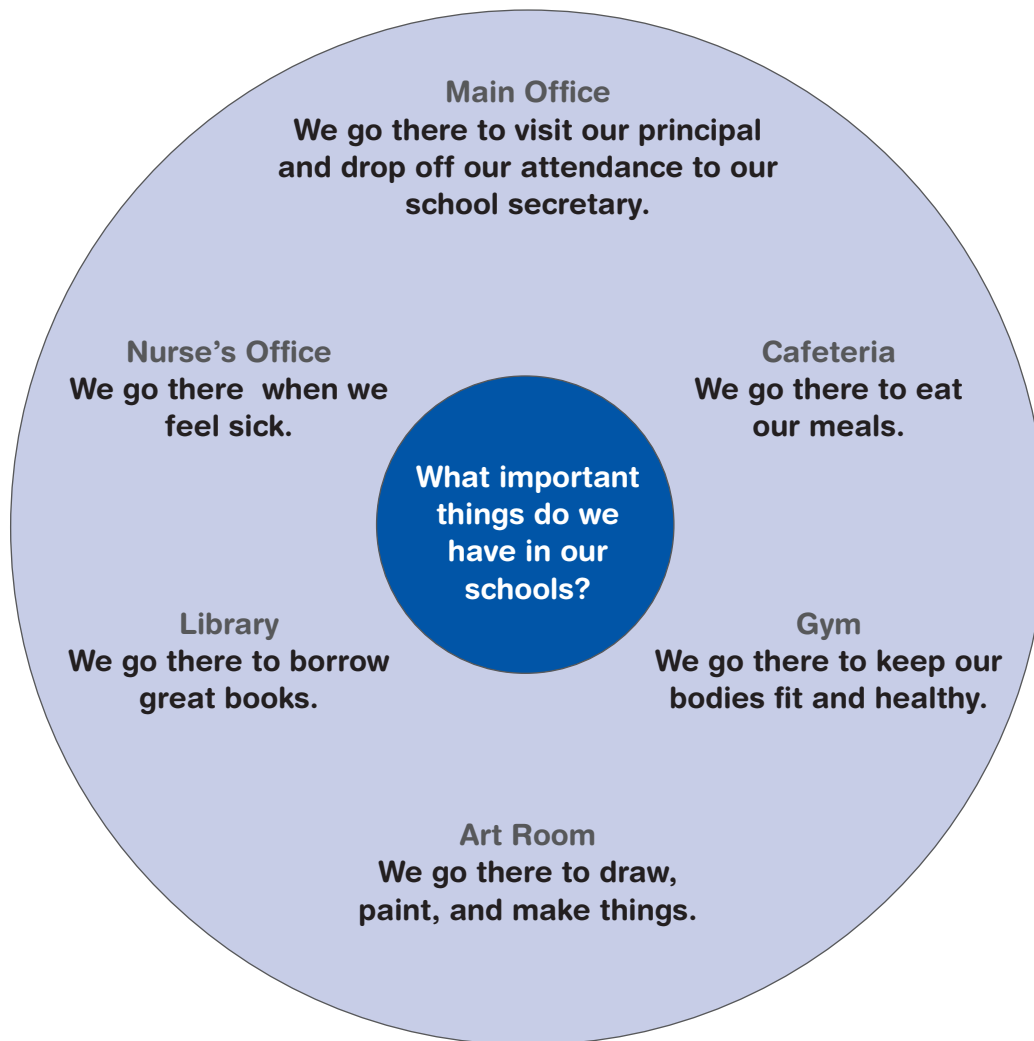 Main Office
We go there to visit our principal
and drop off our attendance to our
school secretary.
Nurse’s Office
We go there  when we
feel sick.
Cafeteria
We go there to eat
our meals.
What important
things do we
have in our
schools?
Library
We go there to borrow
great books.
Gym
We go there to keep our
bodies fit and healthy.
Art Room
We go there to draw,
paint, and make things.